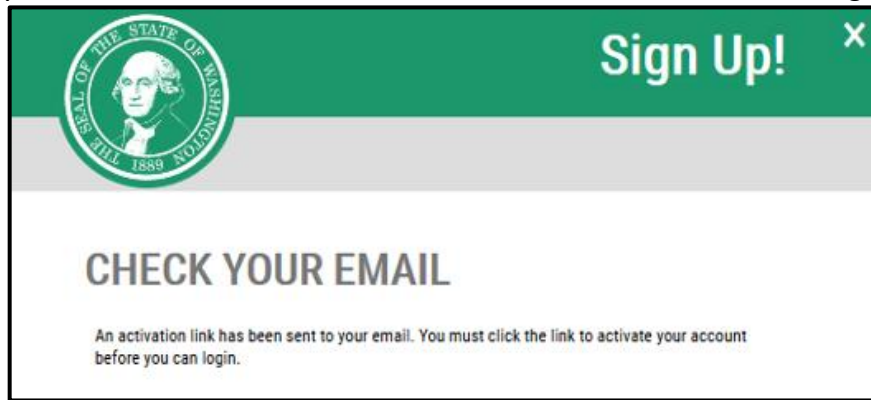 Sign Up! X
THE SEAL OF THE STATE OF WASHINGTON
1889
CHECK YOUR EMAIL
An activation link has been sent to your email. You must click the link to activate your account
before you can login.